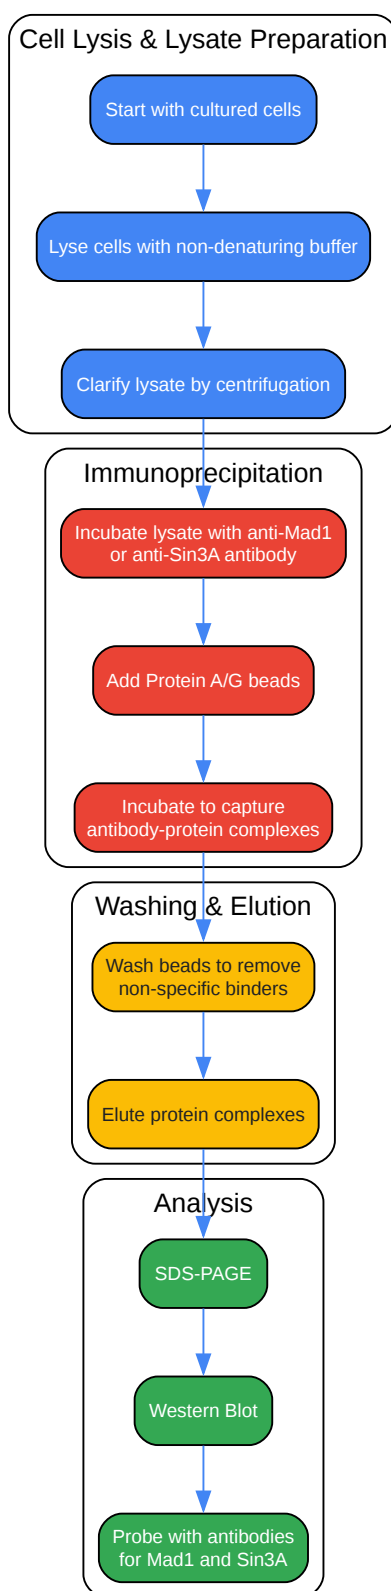 Cell Lysis & Lysate Preparation
Start with cultured cells
Lyse cells with non-denaturing buffer
Clarify lysate by centrifugation
Immunoprecipitation
Incubate lysate with anti-Mad1
or anti-Sin3A antibody
Add Protein A/G beads
Incubate to capture
antibody-protein complexes
Washing & Elution
Wash beads to remove
non-specific binders
Elute protein complexes
Analysis
SDS-PAGE
Western Blot
Probe with antibodies
for Mad1 and Sin3A